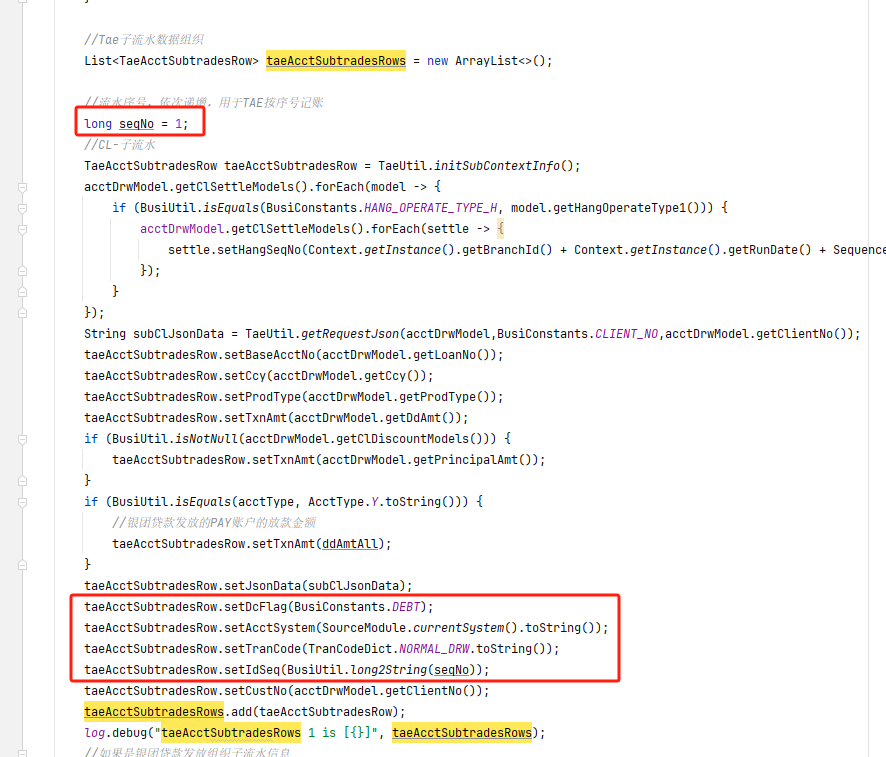 }
//Tae子流水数据组织
List<TaeAcctSubtradesRow> taeAcctSubtradesRows = new ArrayList<>();
//流水序号，依次递增，用于TAE按序号记账
long seqNo = 1;
//CL-子流水
TaeAcctSubtradesRow taeAcctSubtradesRow = TaeUtil.initSubContextInfo();
acctDrwModel.getClSettleModels().forEach(model -> {
if (BusiUtil.isEquals(BusiConstants.HANG_OPERATE_TYPE_H, model.getHangOperateType1())) {
acctDrwModel.getClSettleModels().forEach(settle -> {
settle.setHangSeqNo(Context.getInstance().getBranchId() + Context.getInstance().getRunDate() + Sequence
});
}
});
String subClJsonData = TaeUtil.getRequestJson(acctDrwModel,BusiConstants.CLIENT_NO,acctDrwModel.getClientNo());
taeAcctSubtradesRow.setBaseAcctNo(acctDrwModel.getLoanNo());
taeAcctSubtradesRow.setCcy(acctDrwModel.getCcy());
taeAcctSubtradesRow.setProdType(acctDrwModel.getProdType());
taeAcctSubtradesRow.setTxnAmt(acctDrwModel.getDdAmt());
if (BusiUtil.isNotNull(acctDrwModel.getClDiscountModels())) {
taeAcctSubtradesRow.setTxnAmt(acctDrwModel.getPrincipalAmt());
}
if (BusiUtil.isEquals(acctType, AcctType.Y.toString())) {
//银团贷款发放的PAY账户的放款金额
taeAcctSubtradesRow.setTxnAmt(ddAmtAll);
}
taeAcctSubtradesRow.setJsonData(subClJsonData);
taeAcctSubtradesRow.setDcFlag(BusiConstants.DEBT);
taeAcctSubtradesRow.setAcctSystem(SourceModule.currentSystem().toString());
taeAcctSubtradesRow.setTranCode(TranCodeDict.NORMAL_DRW.toString());
taeAcctSubtradesRow.setIdSeq(BusiUtil.long2String(seqNo));
taeAcctSubtradesRow.setCustNo(acctDrwModel.getClientNo());
taeAcctSubtradesRows.add(taeAcctSubtradesRow);
log.debug("taeAcctSubtradesRows 1 is [{}]", taeAcctSubtradesRows);
//如果是银团贷款发放组织子流水信息